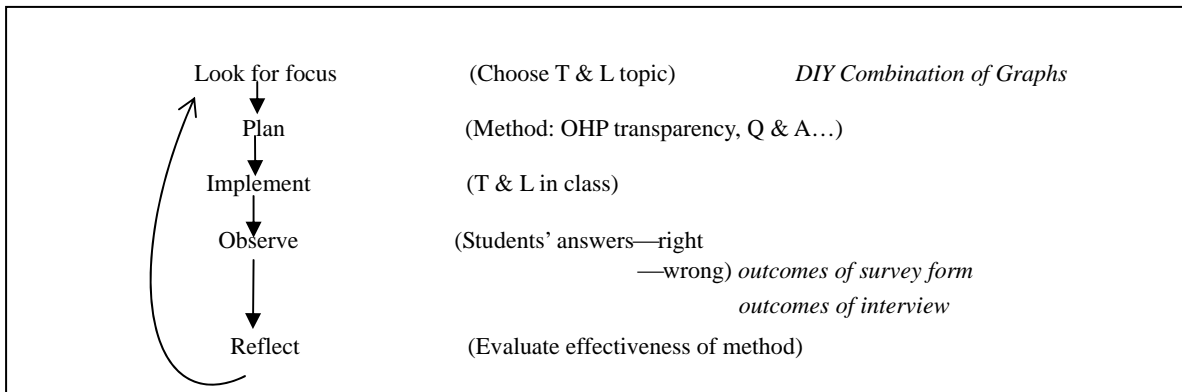 Look for focus (Choose T & L topic) DIY Combination of Graphs
Plan (Method: OHP transparency, Q & A…)
Implement (T & L in class)
Observe (Students’ answers—right
—wrong) outcomes of survey form
outcomes of interview
Reflect (Evaluate effectiveness of method)